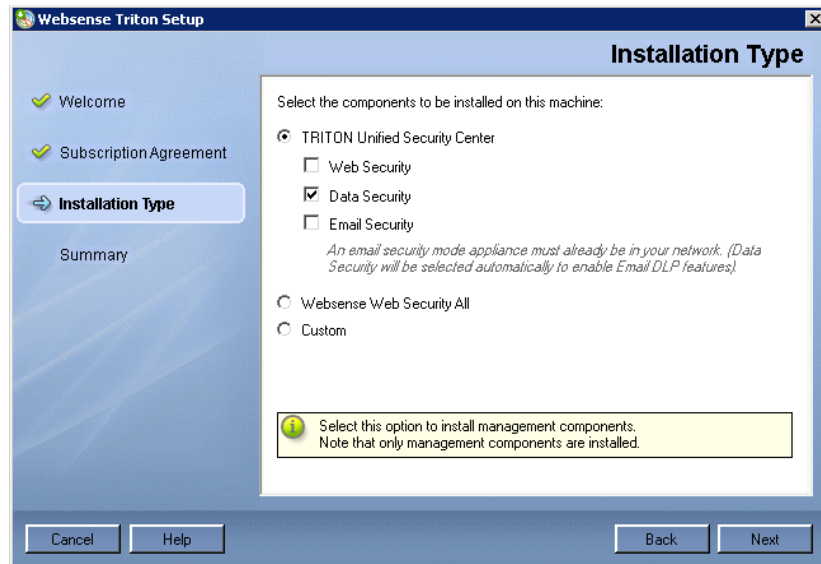 Websense Triton Setup
Installation Type
Welcome
Subscription Agreement
Installation Type
Summary
Select the components to be installed on this machine:
TRITON Unified Security Center
Web Security
Data Security
Email Security
An email security mode appliance must already be in your network. (Data
Security will be selected automatically to enable Email DLP features).
Websense Web Security All
Custom
Select this option to install management components.
Note that only management components are installed.
Cancel
Help
Back
Next